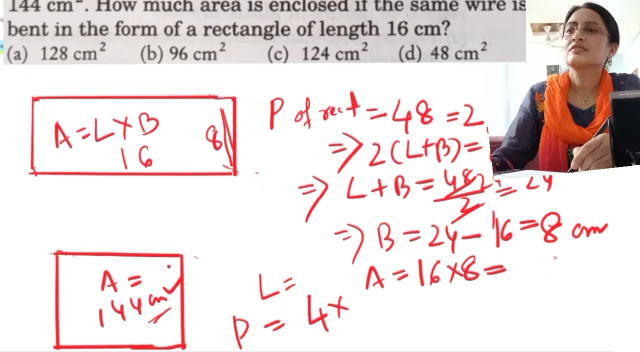 144 cm². How much area is enclosed if the same wire is
bent in the form of a rectangle of length 16 cm?
(a) 128 cm² (b) 96 cm² (c) 124 cm² (d) 48 cm²
A = L × B
16
8
P of rect = 48 = 2
⇒ 2(L+B) =
⇒ L + B = 48/2 = 24
⇒ B = 24 - 16 = 8 cm
A = 16 × 8 =
A =
144 cm
L =
P = 4 ×